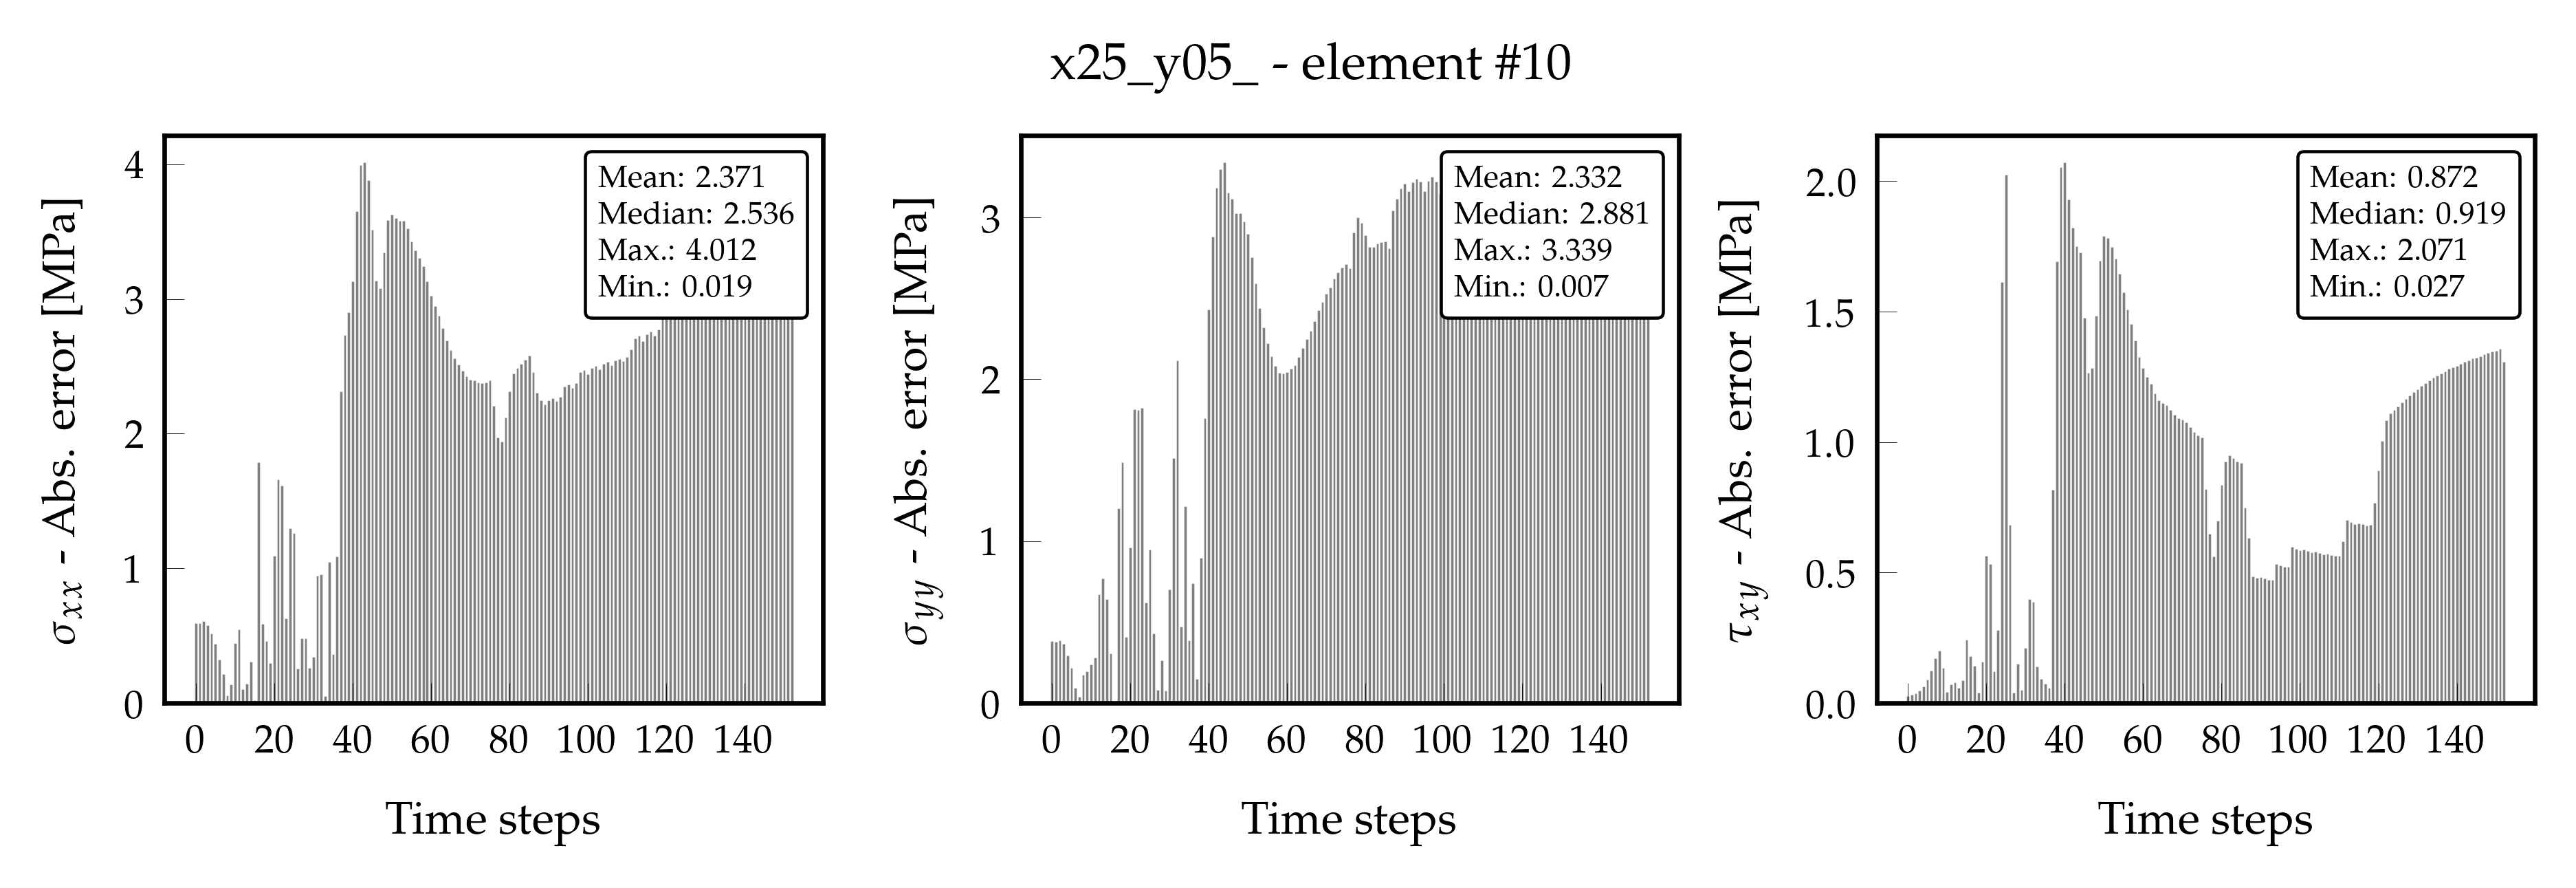 x25_y05_ - element #10
σxx - Abs. error [MPa]
4
3
2
1
0
Mean: 2.371
Median: 2.536
Max.: 4.012
Min.: 0.019
0 20 40 60 80 100 120 140
Time steps
σyy - Abs. error [MPa]
3
2
1
0
Mean: 2.332
Median: 2.881
Max.: 3.339
Min.: 0.007
0 20 40 60 80 100 120 140
Time steps
τxy - Abs. error [MPa]
2.0
1.5
1.0
0.5
0.0
Mean: 0.872
Median: 0.919
Max.: 2.071
Min.: 0.027
0 20 40 60 80 100 120 140
Time steps